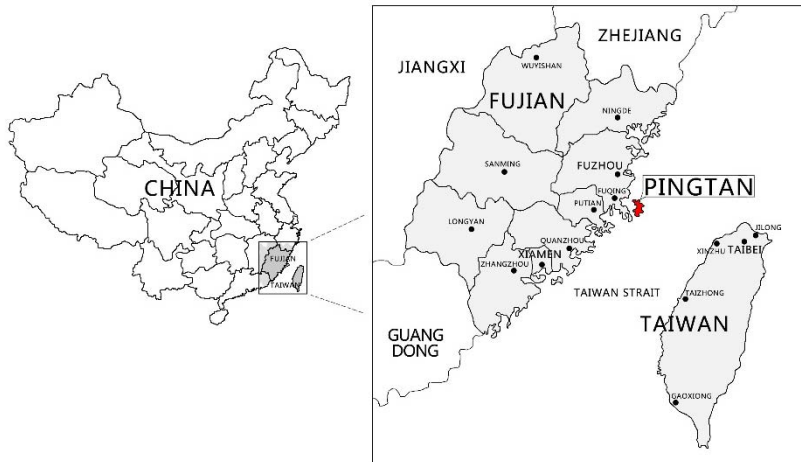 CHINA
FUJIAN
TAIWAN
ZHEJIANG
JIANGXI
WUYISHAN
FUJIAN
NINGDE
SANMING
FUZHOU
FUQING
PINGTAN
PUTIAN
LONGYAN
JILONG
QUANZHOU
XINZHU
TAIBEI
XIAMEN
ZHANGZHOU
TAIWAN STRAIT
TAIZHONG
TAIWAN
GUANG
DONG
GAOXIONG